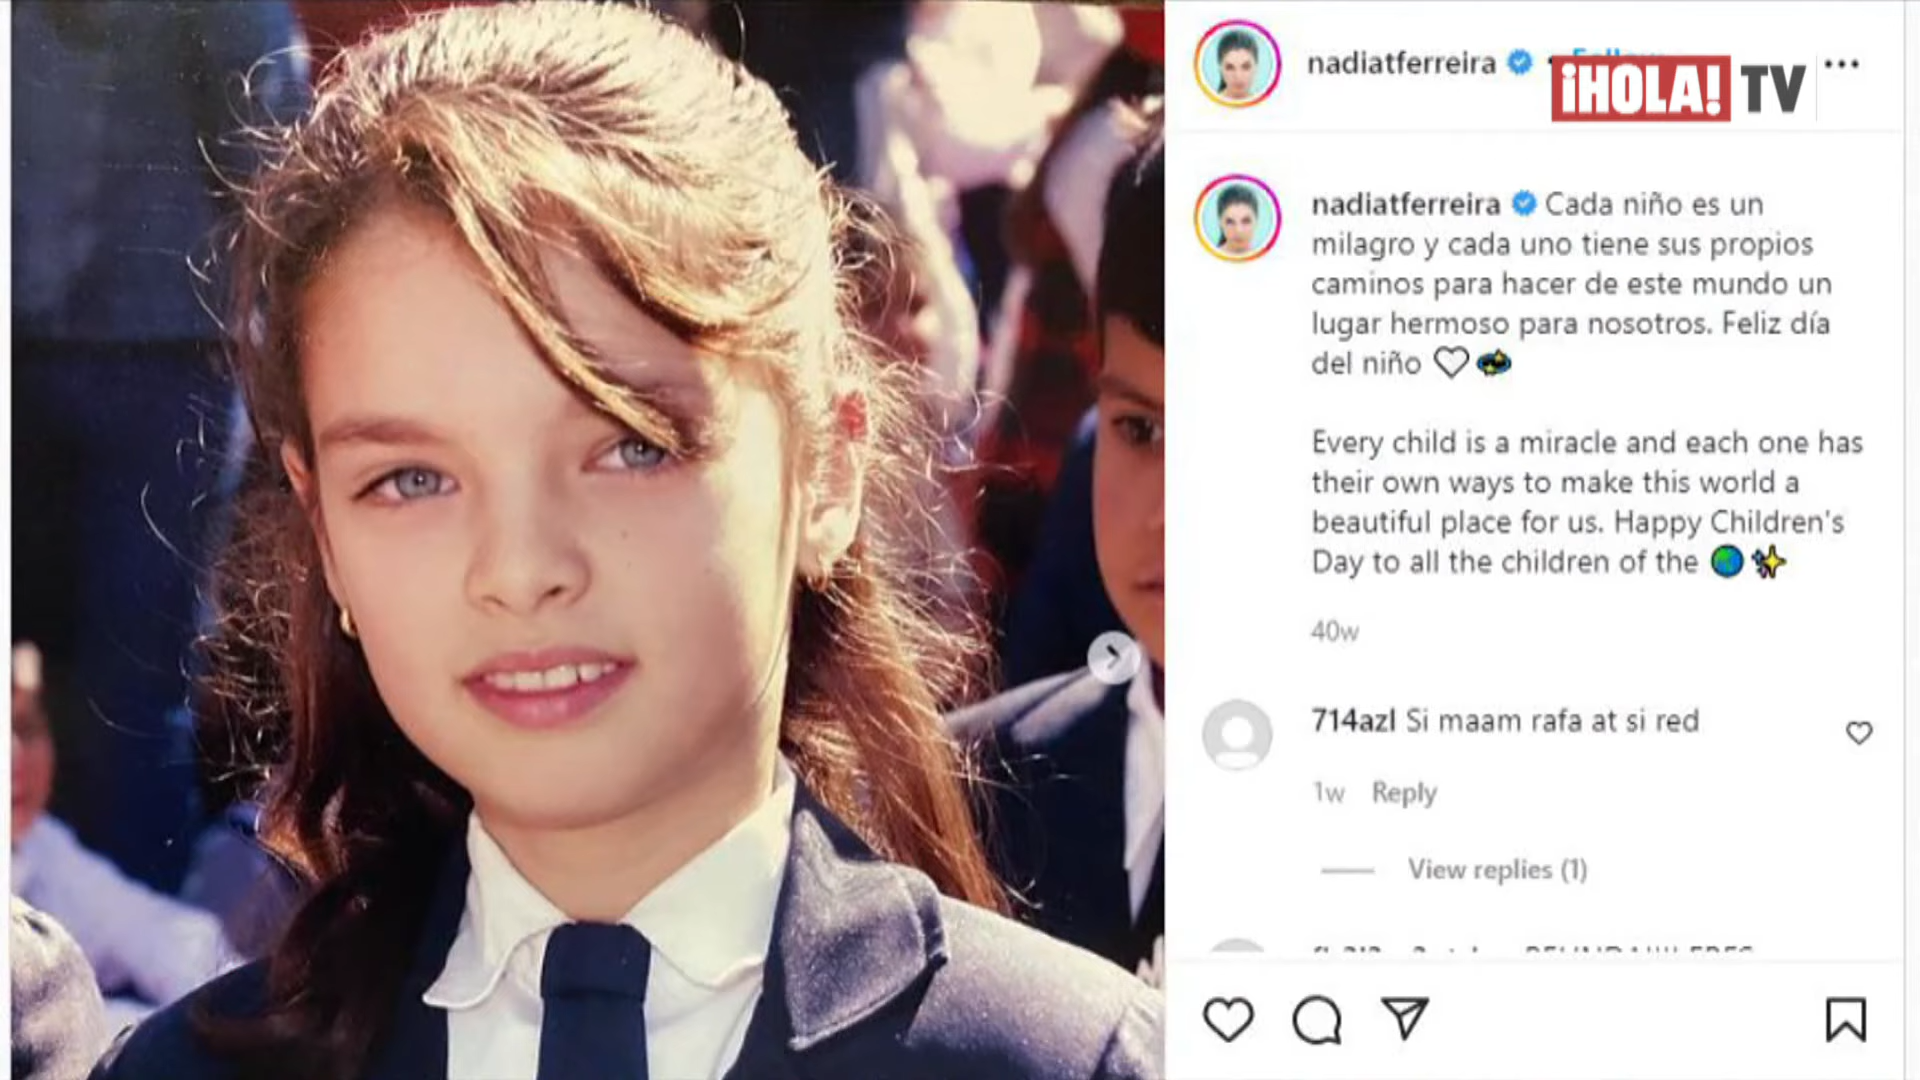 nadiatferreira
¡HOLA! TV
nadiatferreira Cada niño es un
milagro y cada uno tiene sus propios
caminos para hacer de este mundo un
lugar hermoso para nosotros. Feliz día
del niño
Every child is a miracle and each one has
their own ways to make this world a
beautiful place for us. Happy Children's
Day to all the children of the
40w
714azl Si maam rafa at si red
1w Reply
View replies (1)